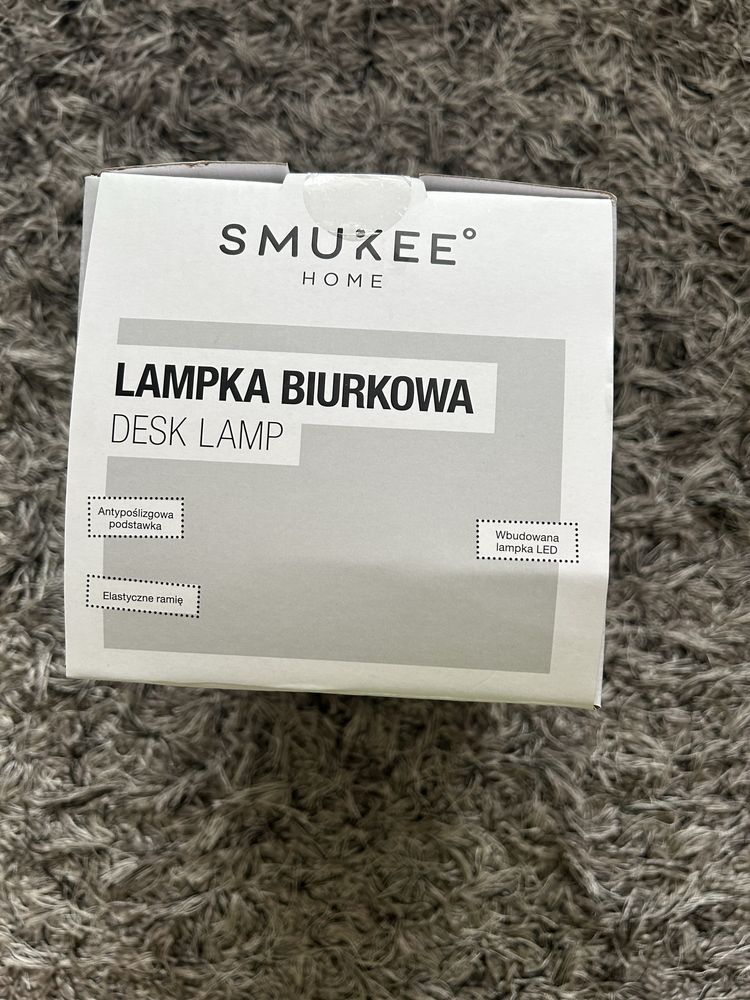 SMUKEE°
HOME
LAMPKA BIURKOWA
DESK LAMP
Antypoślizgowa
podstawka
Wbudowana
lampka LED
Elastyczne ramię